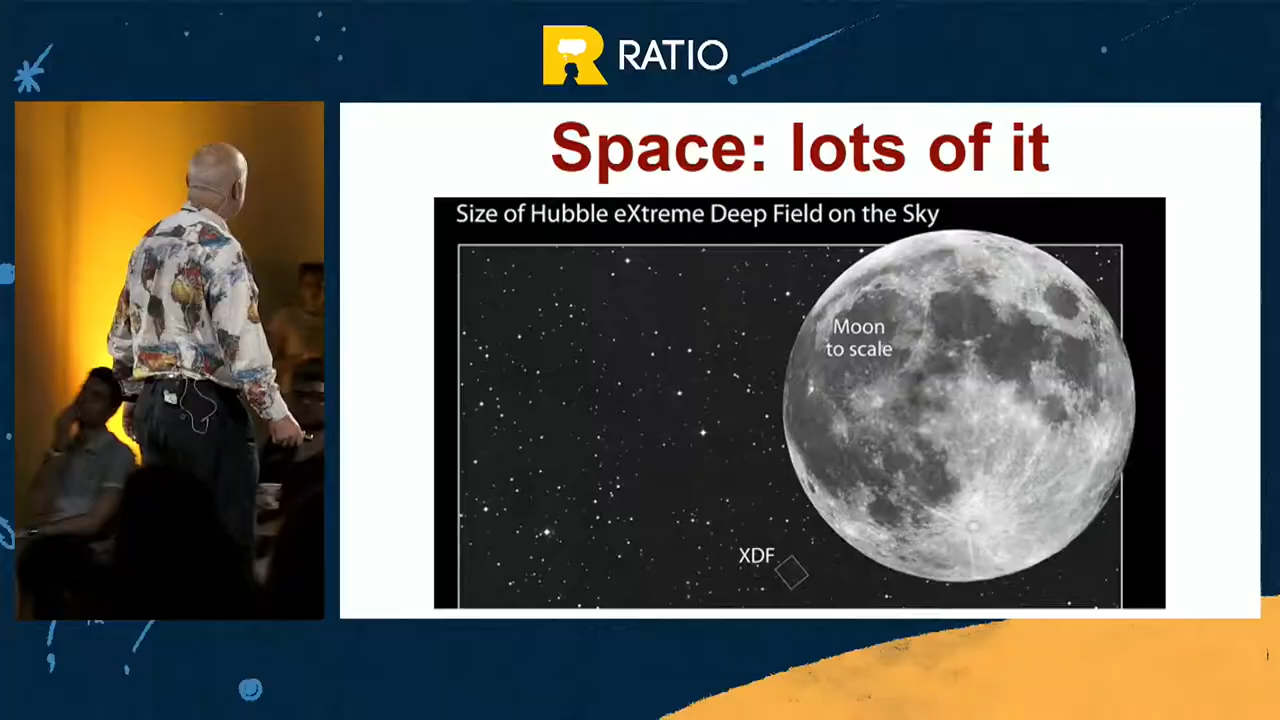 RATIO
Space: lots of it
Size of Hubble eXtreme Deep Field on the Sky
Moon
to scale
XDF